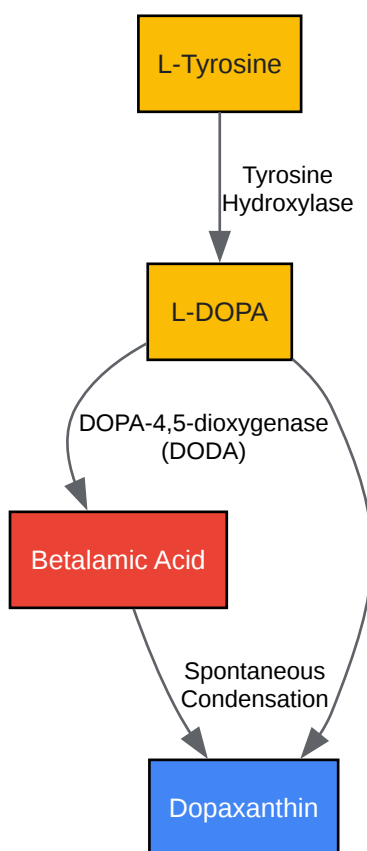 L-Tyrosine
Tyrosine
Hydroxylase
L-DOPA
DOPA-4,5-dioxygenase
(DODA)
Betalamic Acid
Spontaneous
Condensation
Dopaxanthin